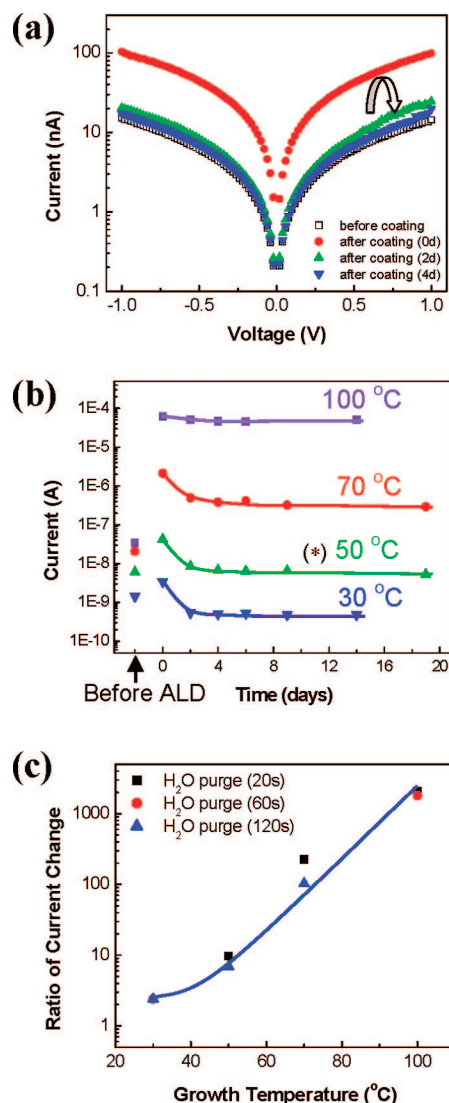 (a)
100
10
1
0.1
Current (nA)
before coating
after coating (0d)
after coating (2d)
after coating (4d)
-1.0 -0.5 0.0 0.5 1.0
Voltage (V)
(b)
1E-4
1E-5
1E-6
1E-7
1E-8
1E-9
1E-10
Current (A)
100 °C
70 °C
(*) 50 °C
30 °C
0 4 8 12 16 20
Before ALD
Time (days)
(c)
H2O purge (20s)
H2O purge (60s)
H2O purge (120s)
1000
100
10
1
Ratio of Current Change
20 40 60 80 100
Growth Temperature (°C)